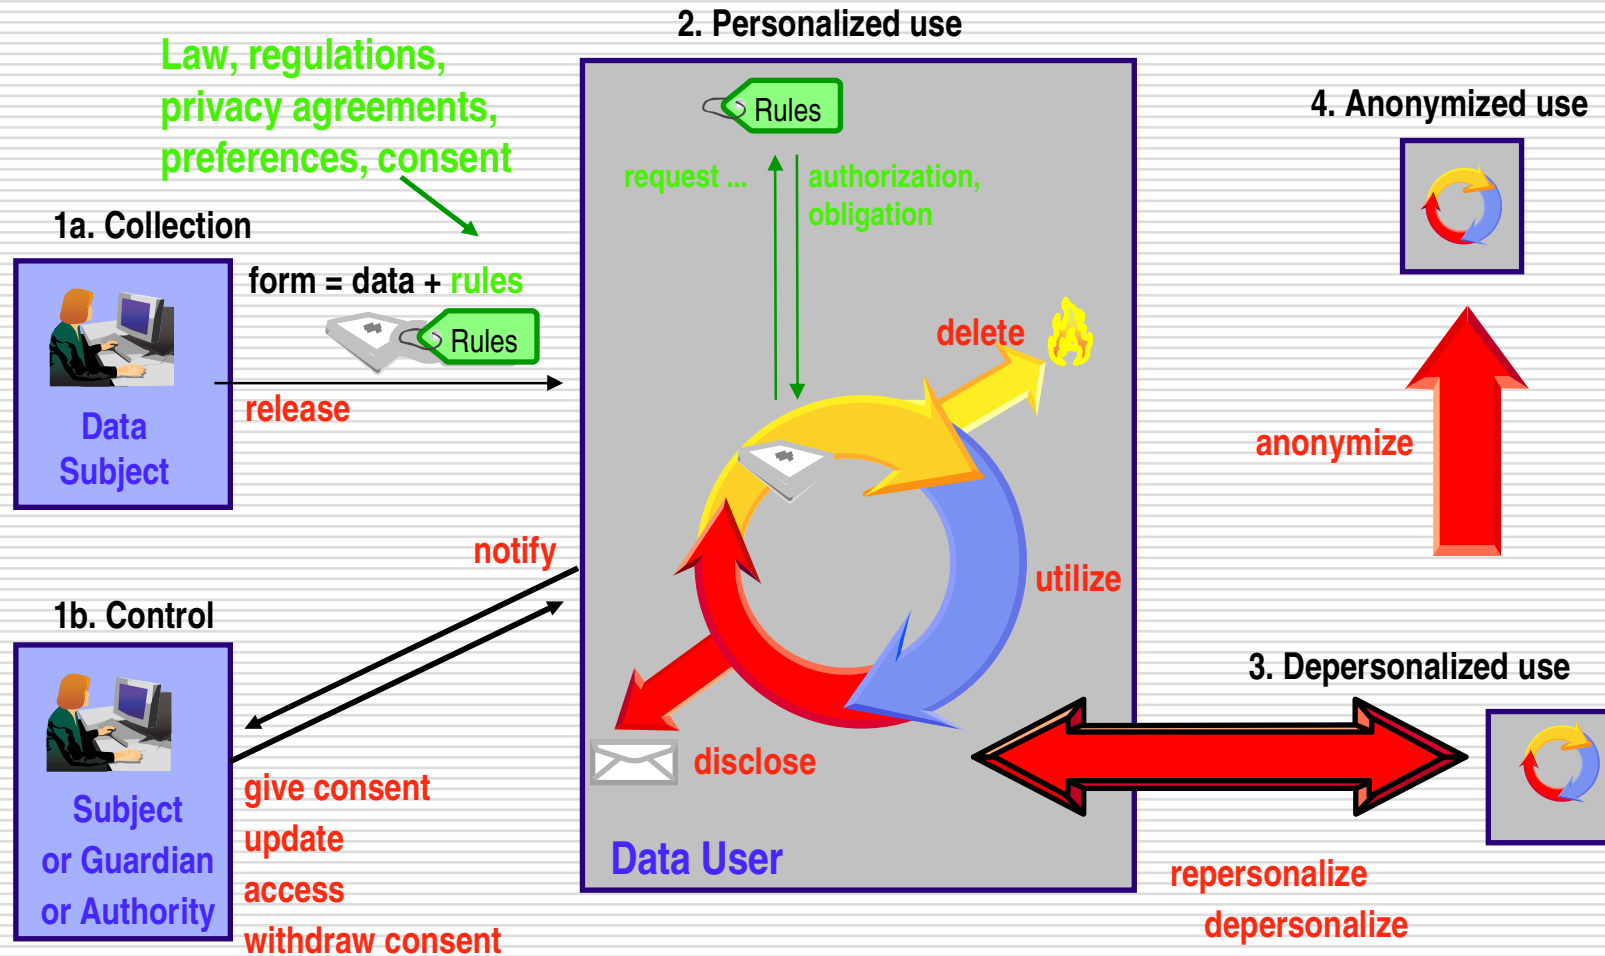 2. Personalized use
Law, regulations,
privacy agreements,
preferences, consent
Rules
4. Anonymized use
request ...
authorization,
obligation
1a. Collection
form = data + rules
Rules
release
Data
Subject
delete
anonymize
notify
utilize
1b. Control
3. Depersonalized use
disclose
give consent
update
access
withdraw consent
Subject
or Guardian
or Authority
Data User
repersonalize
depersonalize